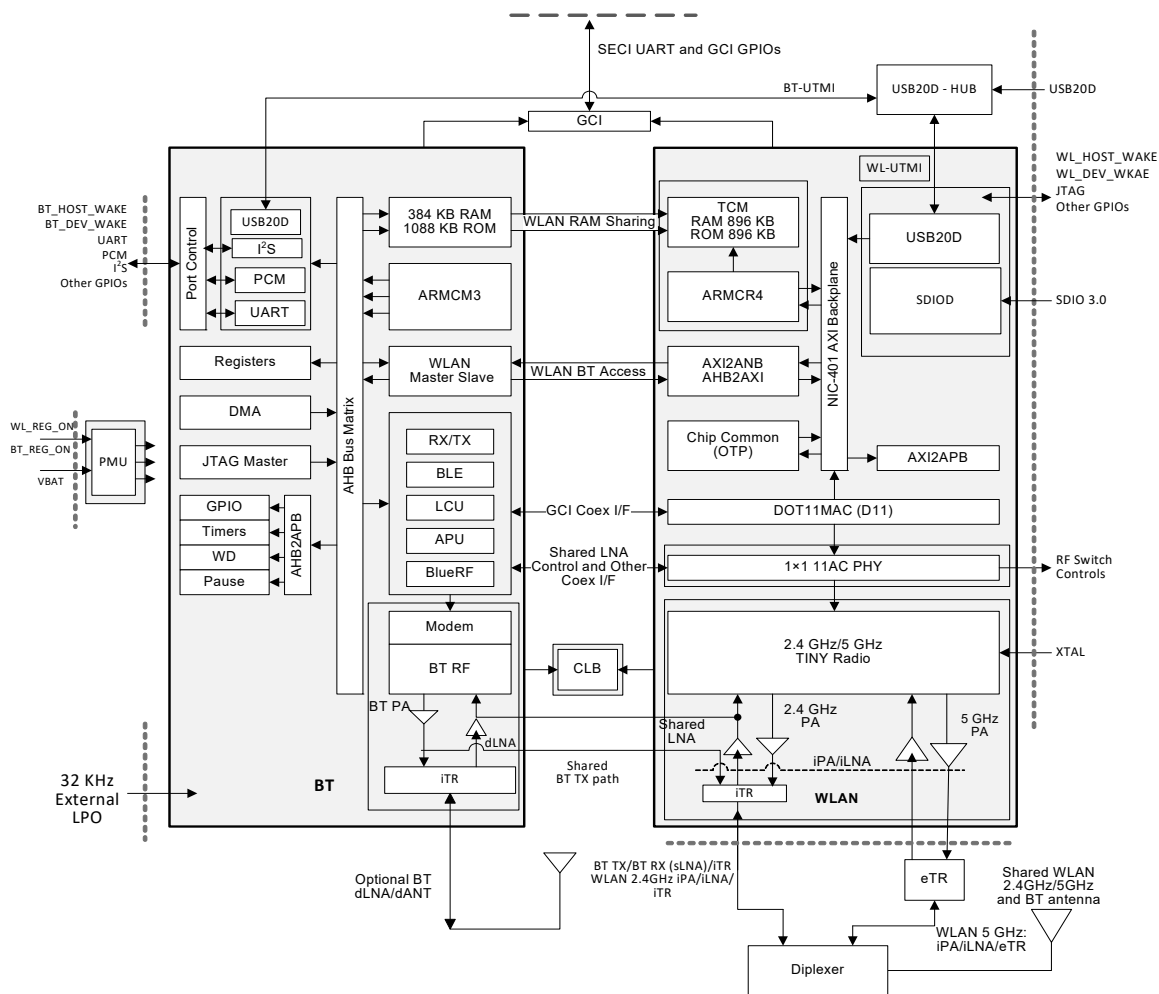 SECI UART and GCI GPIOs
BT-UTMI
USB20D - HUB
USB20D
GCI
WL-UTMI
WL_HOST_WAKE
WL_DEV_WKAE
JTAG
Other GPIOs
BT_HOST_WAKE
BT_DEV_WAKE
UART
PCM
I²S
Other GPIOs
Port Control
USB20D
I²S
PCM
UART
384 KB RAM
1088 KB ROM
WLAN RAM Sharing
TCM
RAM 896 KB
ROM 896 KB
USB20D
ARMCM3
ARMCR4
NIC-401 AXI Backplane
SDIOD
SDIO 3.0
Registers
WLAN
Master Slave
WLAN BT Access
AXI2ANB
AHB2AXI
DMA
AHB Bus Matrix
WL_REG_ON
BT_REG_ON
VBAT
PMU
JTAG Master
RX/TX
BLE
LCU
APU
BlueRF
Chip Common
(OTP)
AXI2APB
GPIO
Timers
WD
Pause
AHB2APB
GCI Coex I/F
DOT11MAC (D11)
Shared LNA
Control and Other
Coex I/F
1×1 11AC PHY
RF Switch
Controls
Modem
BT RF
CLB
2.4 GHz/5 GHz
TINY Radio
XTAL
BT PA
dLNA
Shared
LNA
2.4 GHz
PA
5 GHz
PA
Shared
BT TX path
iPA/iLNA
iTR
iTR
BT
WLAN
32 KHz
External
LPO
Optional BT
dLNA/dANT
BT TX/BT RX (sLNA)/iTR
WLAN 2.4GHz iPA/iLNA/
iTR
eTR
Shared WLAN
2.4GHz/5GHz
and BT antenna
WLAN 5 GHz:
iPA/iLNA/eTR
Diplexer